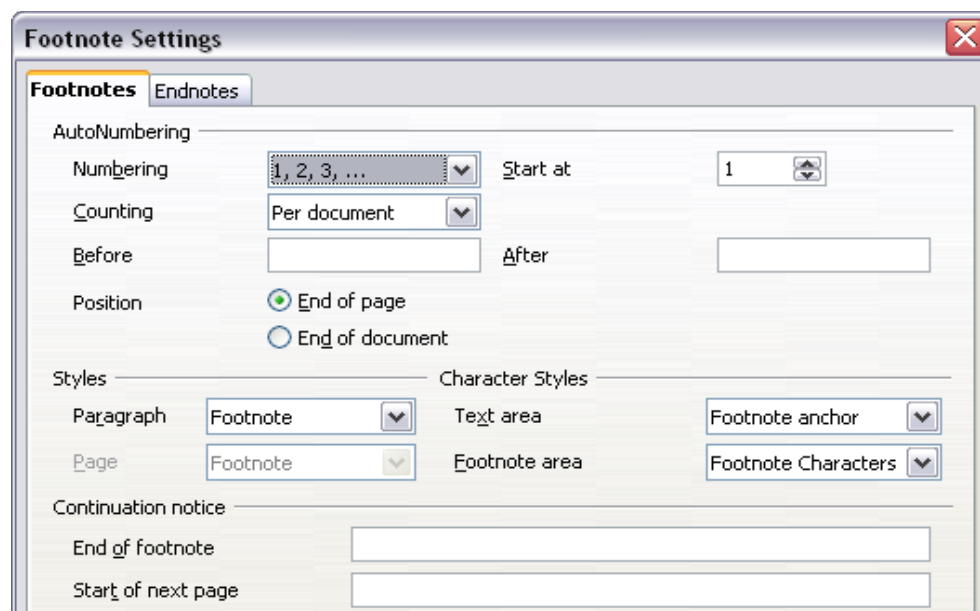 Footnote Settings
Footnotes Endnotes
AutoNumbering
Numbering 1, 2, 3, ... Start at 1
Counting Per document
Before After
Position End of page
End of document
Styles Character Styles
Paragraph Footnote Text area Footnote anchor
Page Footnote Footnote area Footnote Characters
Continuation notice
End of footnote
Start of next page